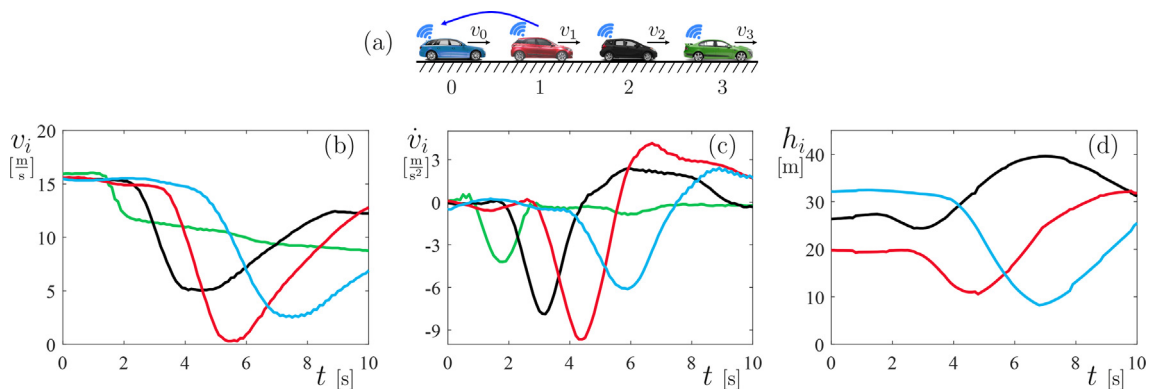 (a)
v₀ v₁ v₂ v₃
0 1 2 3
(b)
vᵢ
[m/s]
20
15
10
5
0
0 2 4 6 8 10
t [s]
(c)
v̇ᵢ
[m/s²]
3
0
-3
-6
-9
0 2 4 6 8 10
t [s]
(d)
hᵢ
[m]
40
30
20
10
0
0 2 4 6 8 10
t [s]